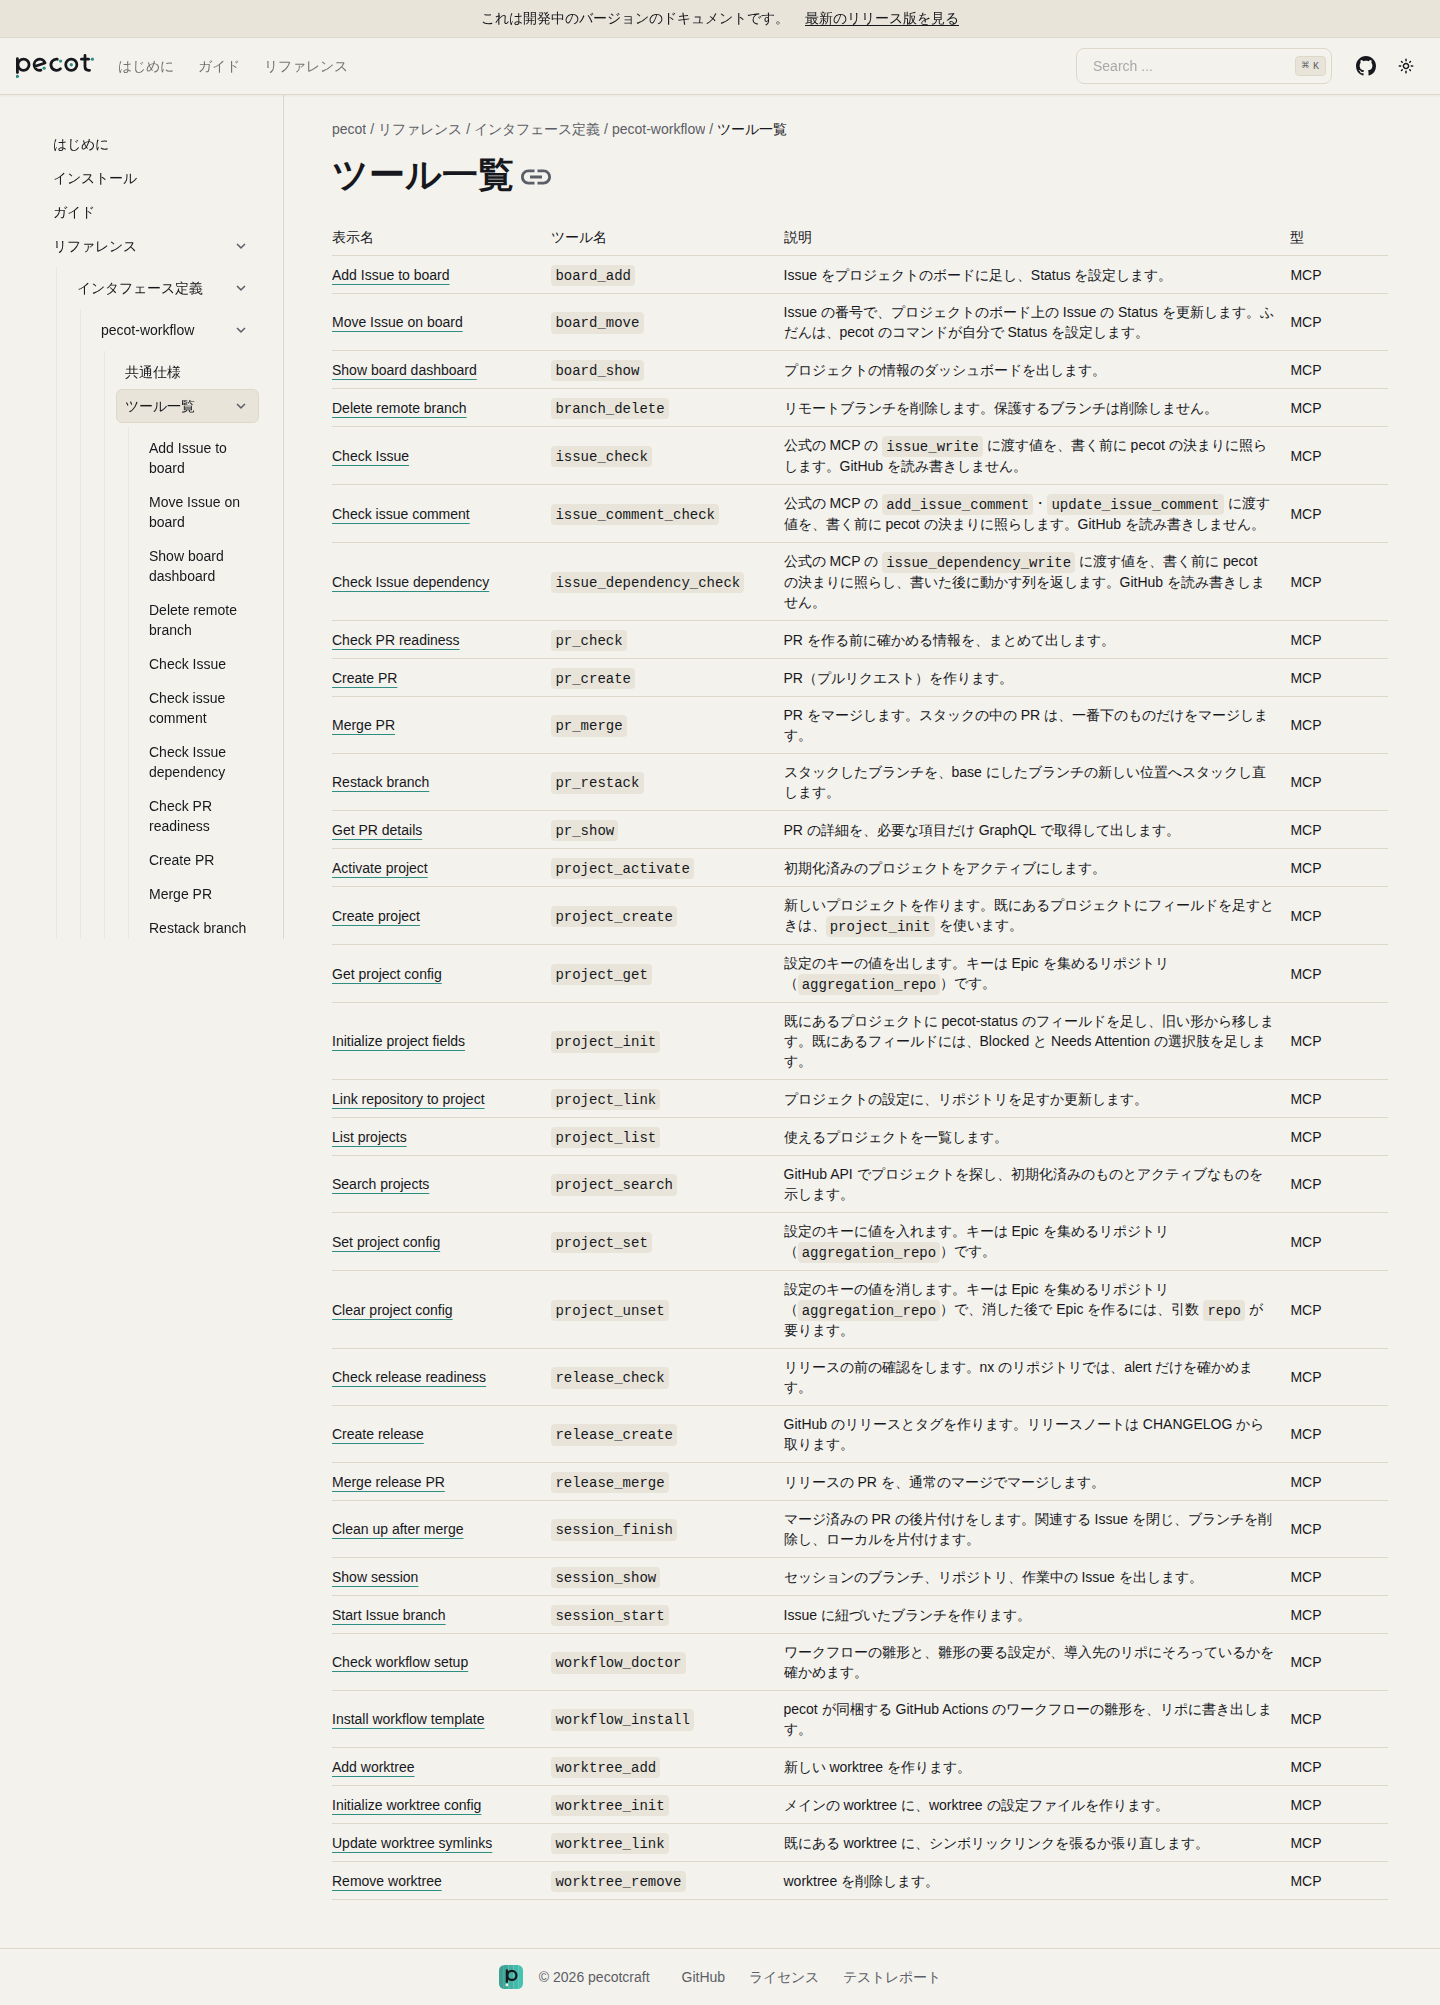 これは開発中のバージョンのドキュメントです。 最新のリリース版を見る
pecot はじめに ガイド リファレンス Search ... ⌘ K
はじめに
インストール
ガイド
リファレンス
インタフェース定義
pecot-workflow
共通仕様
ツール一覧
Add Issue to
board
Move Issue on
board
Show board
dashboard
Delete remote
branch
Check Issue
Check issue
comment
Check Issue
dependency
Check PR
readiness
Create PR
Merge PR
Restack branch
pecot / リファレンス / インタフェース定義 / pecot-workflow / ツール一覧
ツール一覧
表示名 ツール名 説明 型
Add Issue to board board_add Issue をプロジェクトのボードに足し、Status を設定します。 MCP
Move Issue on board board_move Issue の番号で、プロジェクトのボード上の Issue の Status を更新します。ふ
だんは、pecot のコマンドが自分で Status を設定します。 MCP
Show board dashboard board_show プロジェクトの情報のダッシュボードを出します。 MCP
Delete remote branch branch_delete リモートブランチを削除します。保護するブランチは削除しません。 MCP
Check Issue issue_check 公式の MCP の issue_write に渡す値を、書く前に pecot の決まりに照ら
します。GitHub を読み書きしません。 MCP
Check issue comment issue_comment_check 公式の MCP の add_issue_comment・update_issue_comment に渡す
値を、書く前に pecot の決まりに照らします。GitHub を読み書きしません。 MCP
Check Issue dependency issue_dependency_check 公式の MCP の issue_dependency_write に渡す値を、書く前に pecot
の決まりに照らし、書いた後に動かす列を返します。GitHub を読み書きしま
せん。 MCP
Check PR readiness pr_check PR を作る前に確かめる情報を、まとめて出します。 MCP
Create PR pr_create PR（プルリクエスト）を作ります。 MCP
Merge PR pr_merge PR をマージします。スタックの中の PR は、一番下のものだけをマージしま
す。 MCP
Restack branch pr_restack スタックしたブランチを、base にしたブランチの新しい位置へスタックし直
します。 MCP
Get PR details pr_show PR の詳細を、必要な項目だけ GraphQL で取得して出します。 MCP
Activate project project_activate 初期化済みのプロジェクトをアクティブにします。 MCP
Create project project_create 新しいプロジェクトを作ります。既にあるプロジェクトにフィールドを足すと
きは、project_init を使います。 MCP
Get project config project_get 設定のキーの値を出します。キーは Epic を集めるリポジトリ
（aggregation_repo）です。 MCP
Initialize project fields project_init 既にあるプロジェクトに pecot-status のフィールドを足し、旧い形から移しま
す。既にあるフィールドには、Blocked と Needs Attention の選択肢を足しま
す。 MCP
Link repository to project project_link プロジェクトの設定に、リポジトリを足すか更新します。 MCP
List projects project_list 使えるプロジェクトを一覧します。 MCP
Search projects project_search GitHub API でプロジェクトを探し、初期化済みのものとアクティブなものを
示します。 MCP
Set project config project_set 設定のキーに値を入れます。キーは Epic を集めるリポジトリ
（aggregation_repo）です。 MCP
Clear project config project_unset 設定のキーの値を消します。キーは Epic を集めるリポジトリ
（aggregation_repo）で、消した後で Epic を作るには、引数 repo が
要ります。 MCP
Check release readiness release_check リリースの前の確認をします。nx のリポジトリでは、alert だけを確かめま
す。 MCP
Create release release_create GitHub のリリースとタグを作ります。リリースノートは CHANGELOG から
取ります。 MCP
Merge release PR release_merge リリースの PR を、通常のマージでマージします。 MCP
Clean up after merge session_finish マージ済みの PR の後片付けをします。関連する Issue を閉じ、ブランチを削
除し、ローカルを片付けます。 MCP
Show session session_show セッションのブランチ、リポジトリ、作業中の Issue を出します。 MCP
Start Issue branch session_start Issue に紐づいたブランチを作ります。 MCP
Check workflow setup workflow_doctor ワークフローの雛形と、雛形の要る設定が、導入先のリポにそろっているかを
確かめます。 MCP
Install workflow template workflow_install pecot が同梱する GitHub Actions のワークフローの雛形を、リポに書き出しま
す。 MCP
Add worktree worktree_add 新しい worktree を作ります。 MCP
Initialize worktree config worktree_init メインの worktree に、worktree の設定ファイルを作ります。 MCP
Update worktree symlinks worktree_link 既にある worktree に、シンボリックリンクを張るか張り直します。 MCP
Remove worktree worktree_remove worktree を削除します。 MCP
© 2026 pecotcraft GitHub ライセンス テストレポート